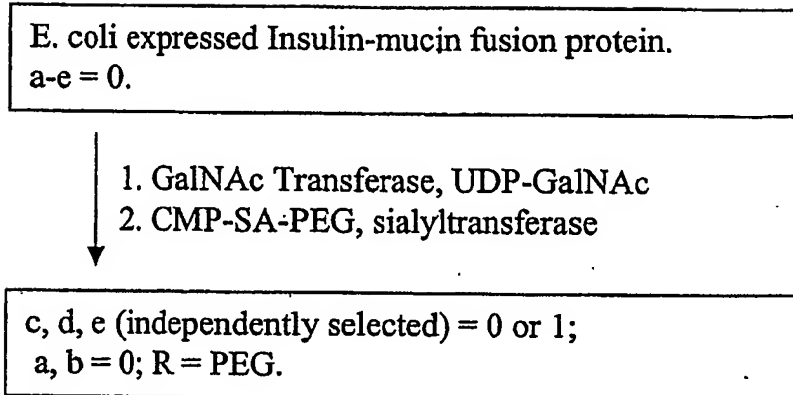 E. coli expressed Insulin-mucin fusion protein.
a-e = 0.
1. GalNAc Transferase, UDP-GalNAc
2. CMP-SA-PEG, sialyltransferase
c, d, e (independently selected) = 0 or 1;
a, b = 0; R = PEG.